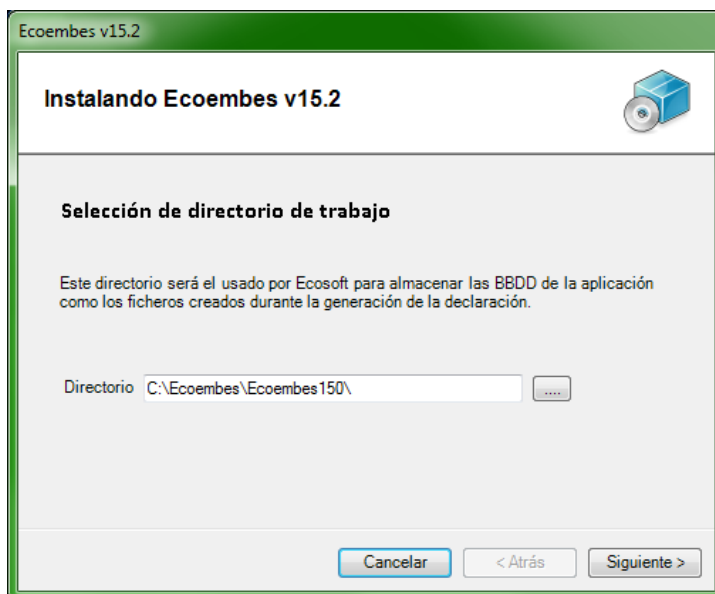 Ecoembes v15.2
Instalando Ecoembes v15.2
Selección de directorio de trabajo
Este directorio será el usado por Ecosoft para almacenar las BBDD de la aplicación
como los ficheros creados durante la generación de la declaración.
Directorio C:\Ecoembes\Ecoembes150\ ....
Cancelar < Atrás Siguiente >